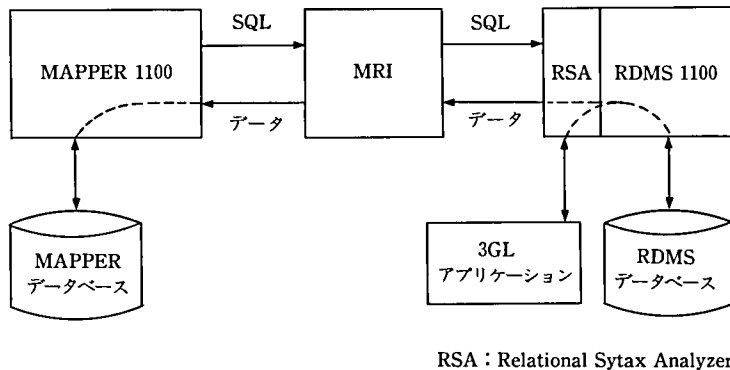 SQL
SQL
MAPPER 1100
MRI
RSA
RDMS 1100
データ
データ
MAPPER
データベース
3GL
アプリケーション
RDMS
データベース
RSA：Relational Sytax Analyzer